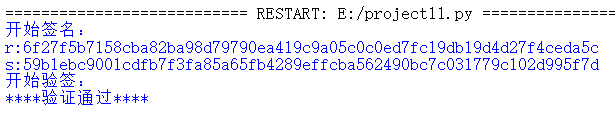 =========================== RESTART: E:/project11.py ===============
开始签名：
r:6f27f5b7158cba82ba98d79790ea419c9a05c0c0ed7fc19db19d4d27f4ceda5c
s:59b1ebc9001cdfb7f3fa85a65fb4289effcba562490bc7c031779c102d995f7d
开始验签：
****验证通过****